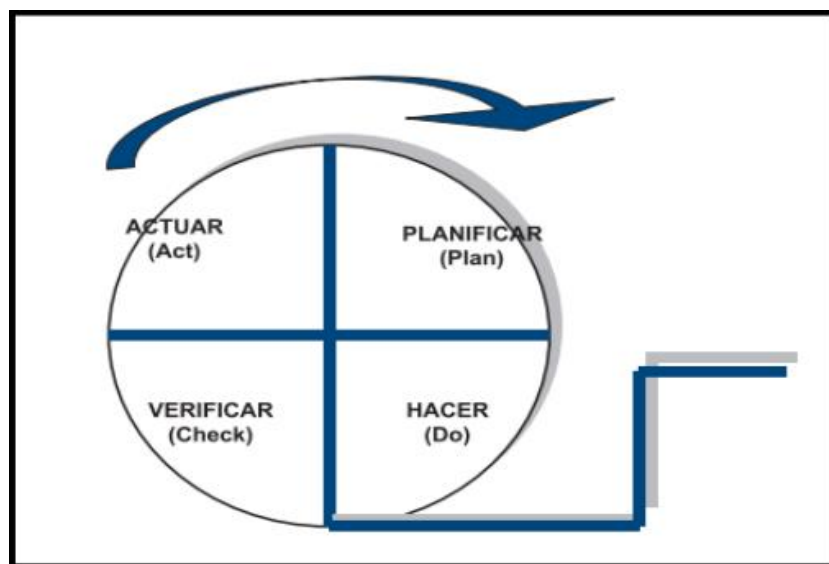 ACTUAR
(Act)
PLANIFICAR
(Plan)
VERIFICAR
(Check)
HACER
(Do)